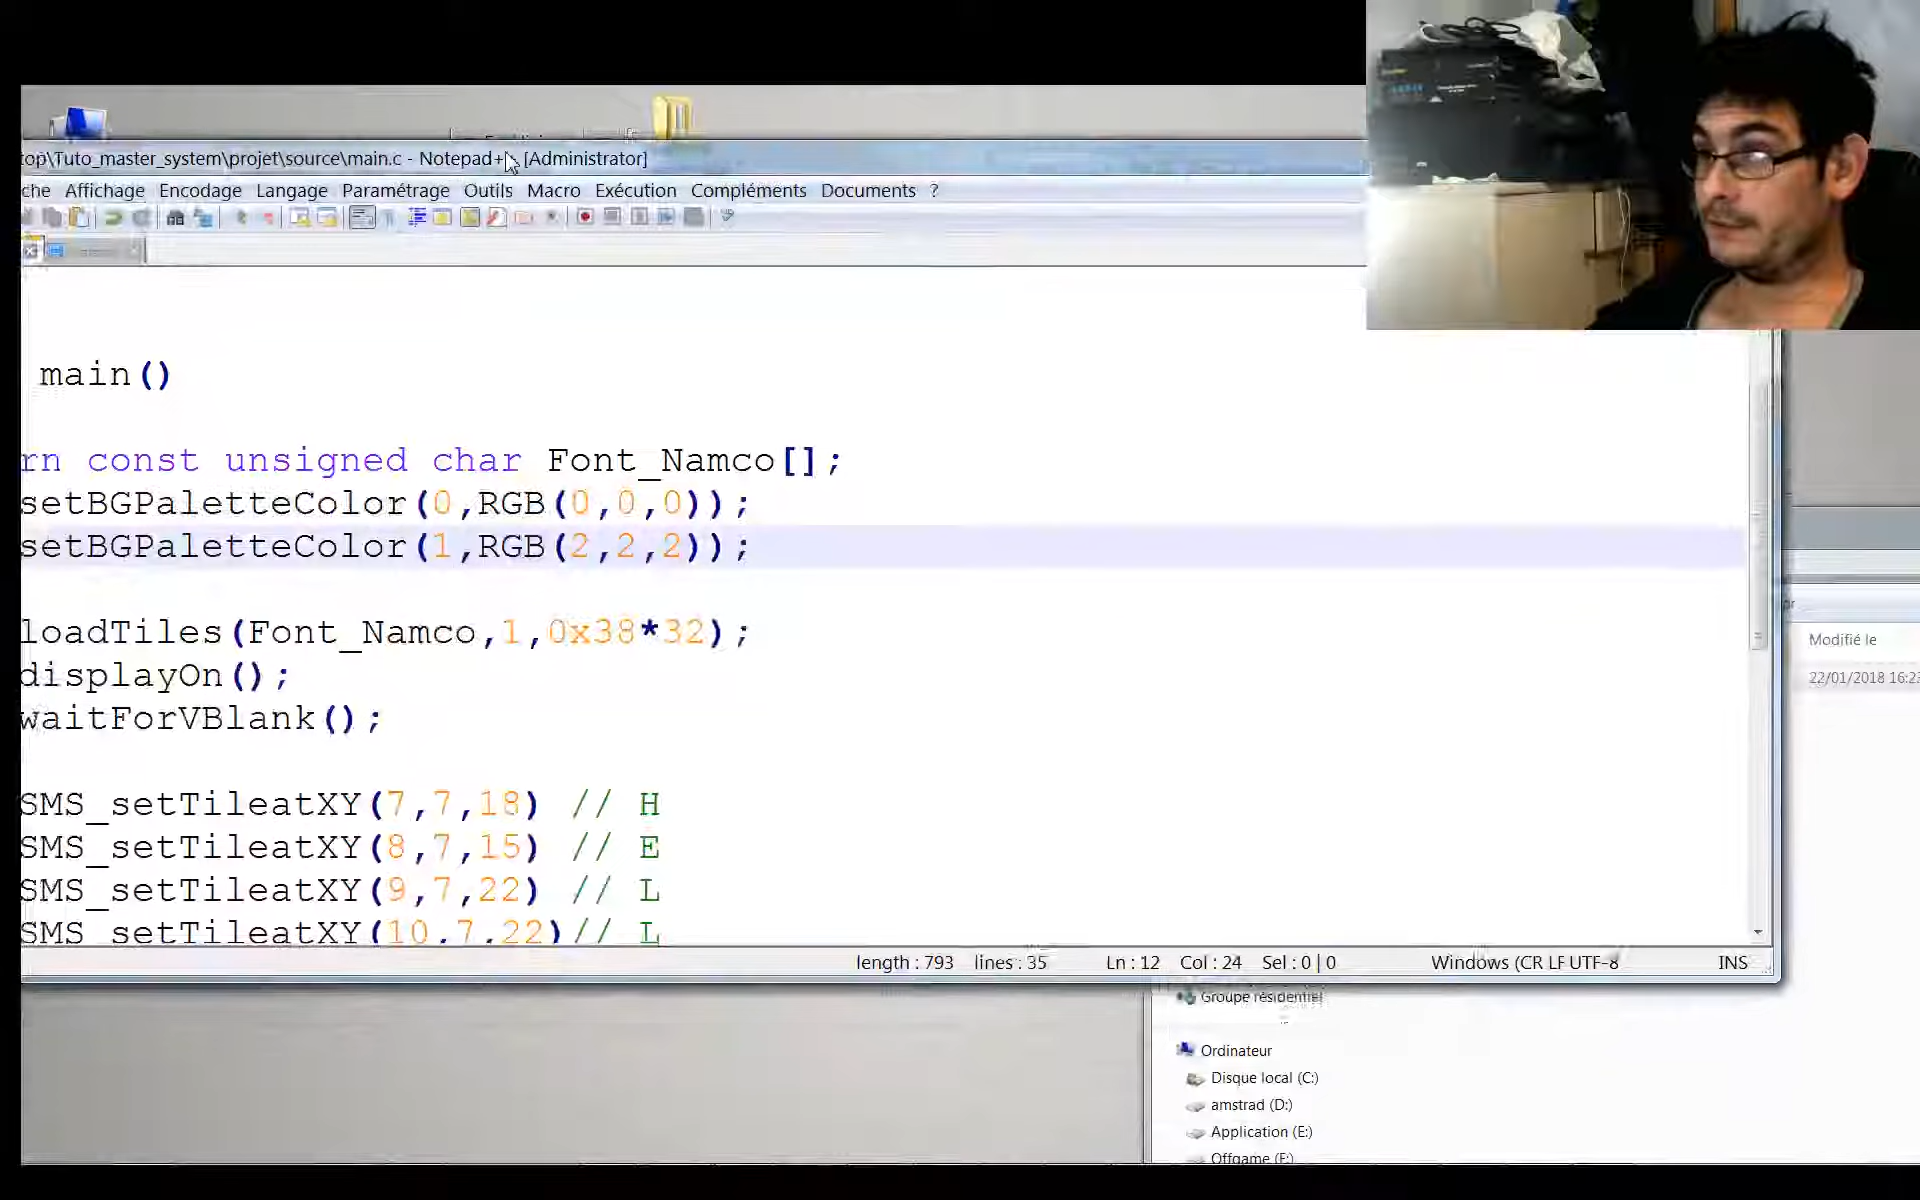 top\Tuto_master_system\projet\source\main.c - Notepad++ [Administrator]
che Affichage Encodage Langage Paramétrage Outils Macro Exécution Compléments Documents ?
main()
rn const unsigned char Font_Namco[];
setBGPaletteColor(0,RGB(0,0,0));
setBGPaletteColor(1,RGB(2,2,2));
loadTiles(Font_Namco,1,0x38*32);
displayOn();
waitForVBlank();
SMS_setTileatXY(7,7,18) // H
SMS_setTileatXY(8,7,15) // E
SMS_setTileatXY(9,7,22) // L
SMS_setTileatXY(10,7,22)// L
length : 793 lines : 35 Ln : 12 Col : 24 Sel : 0 | 0 Windows (CR LF UTF-8 INS
Modifié le
22/01/2018 16:23
Groupe résidentiel
Ordinateur
Disque local (C:)
amstrad (D:)
Application (E:)
Offgame (F:)